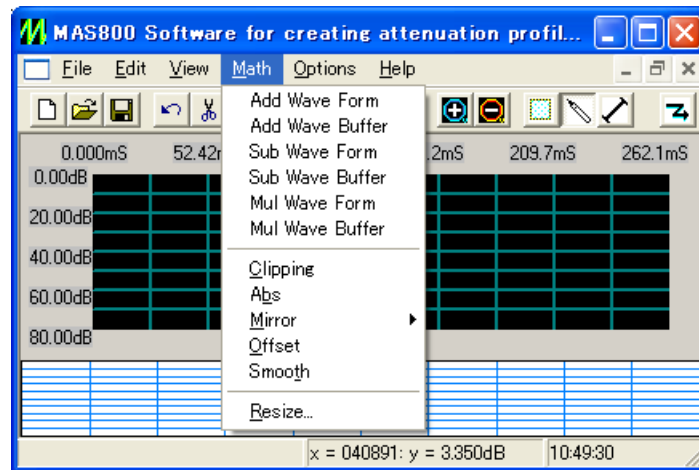 MAS800 Software for creating attenuation profil...
File Edit View Math Options Help
Add Wave Form
Add Wave Buffer
Sub Wave Form
Sub Wave Buffer
Mul Wave Form
Mul Wave Buffer
Clipping
Abs
Mirror
Offset
Smooth
Resize...
0.000mS 52.42 .2mS 209.7mS 262.1mS
0.00dB
20.00dB
40.00dB
60.00dB
80.00dB
x = 040891: y = 3.350dB 10:49:30